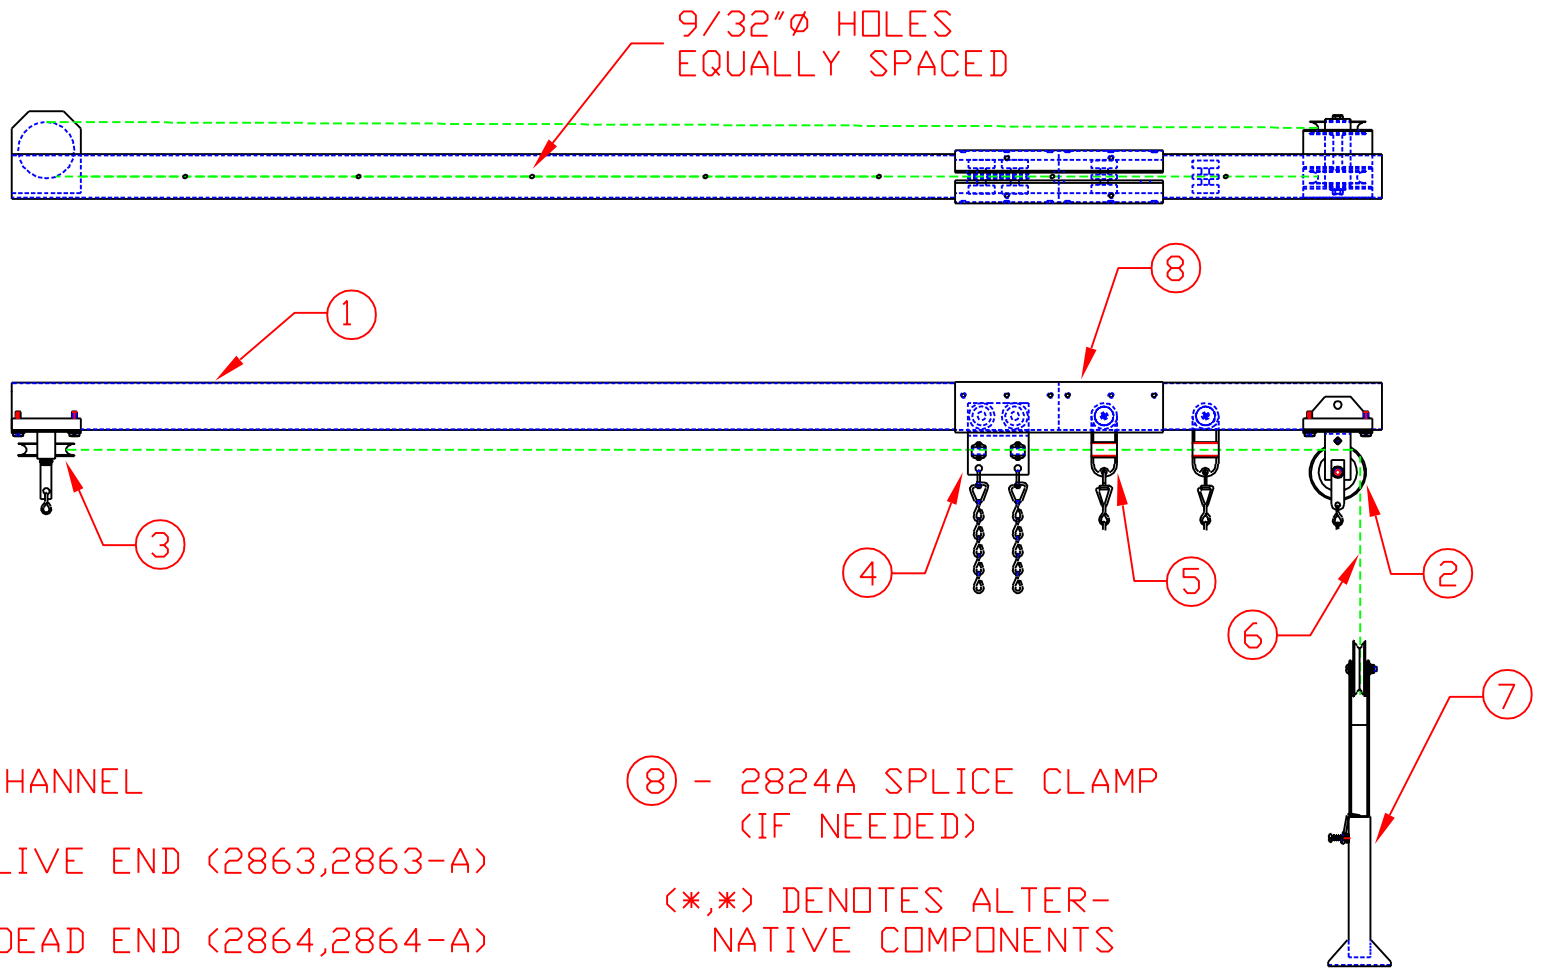 9/32"Ø HOLES
EQUALLY SPACED
8
1
3
4
5
2
6
7
HANNEL
LIVE END (2863,2863-A)
DEAD END (2864,2864-A)
8 - 2824A SPLICE CLAMP
(IF NEEDED)
(*,*) DENOTES ALTER-
NATIVE COMPONENTS